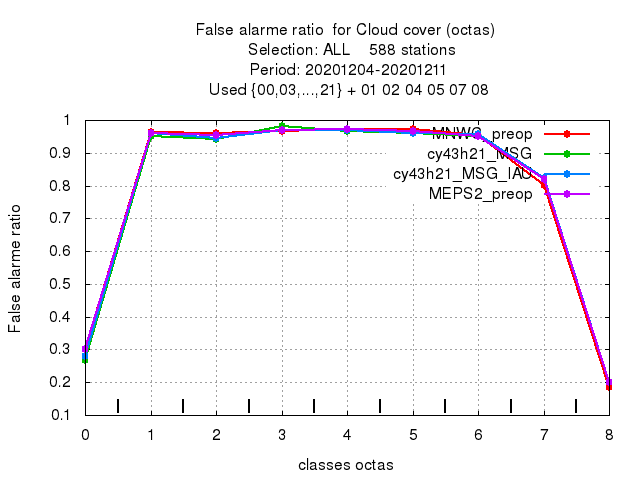 False alarme ratio  for Cloud cover (octas)
Selection: ALL    588 stations
Period: 20201204-20201211
Used {00,03,...,21} + 01 02 04 05 07 08
False alarme ratio
1
0.9
0.8
0.7
0.6
0.5
0.4
0.3
0.2
0.1
MNWC_preop
cy43h21_MSG
cy43h21_MSG_IAU
MEPS2_preop
0 1 2 3 4 5 6 7 8
classes octas